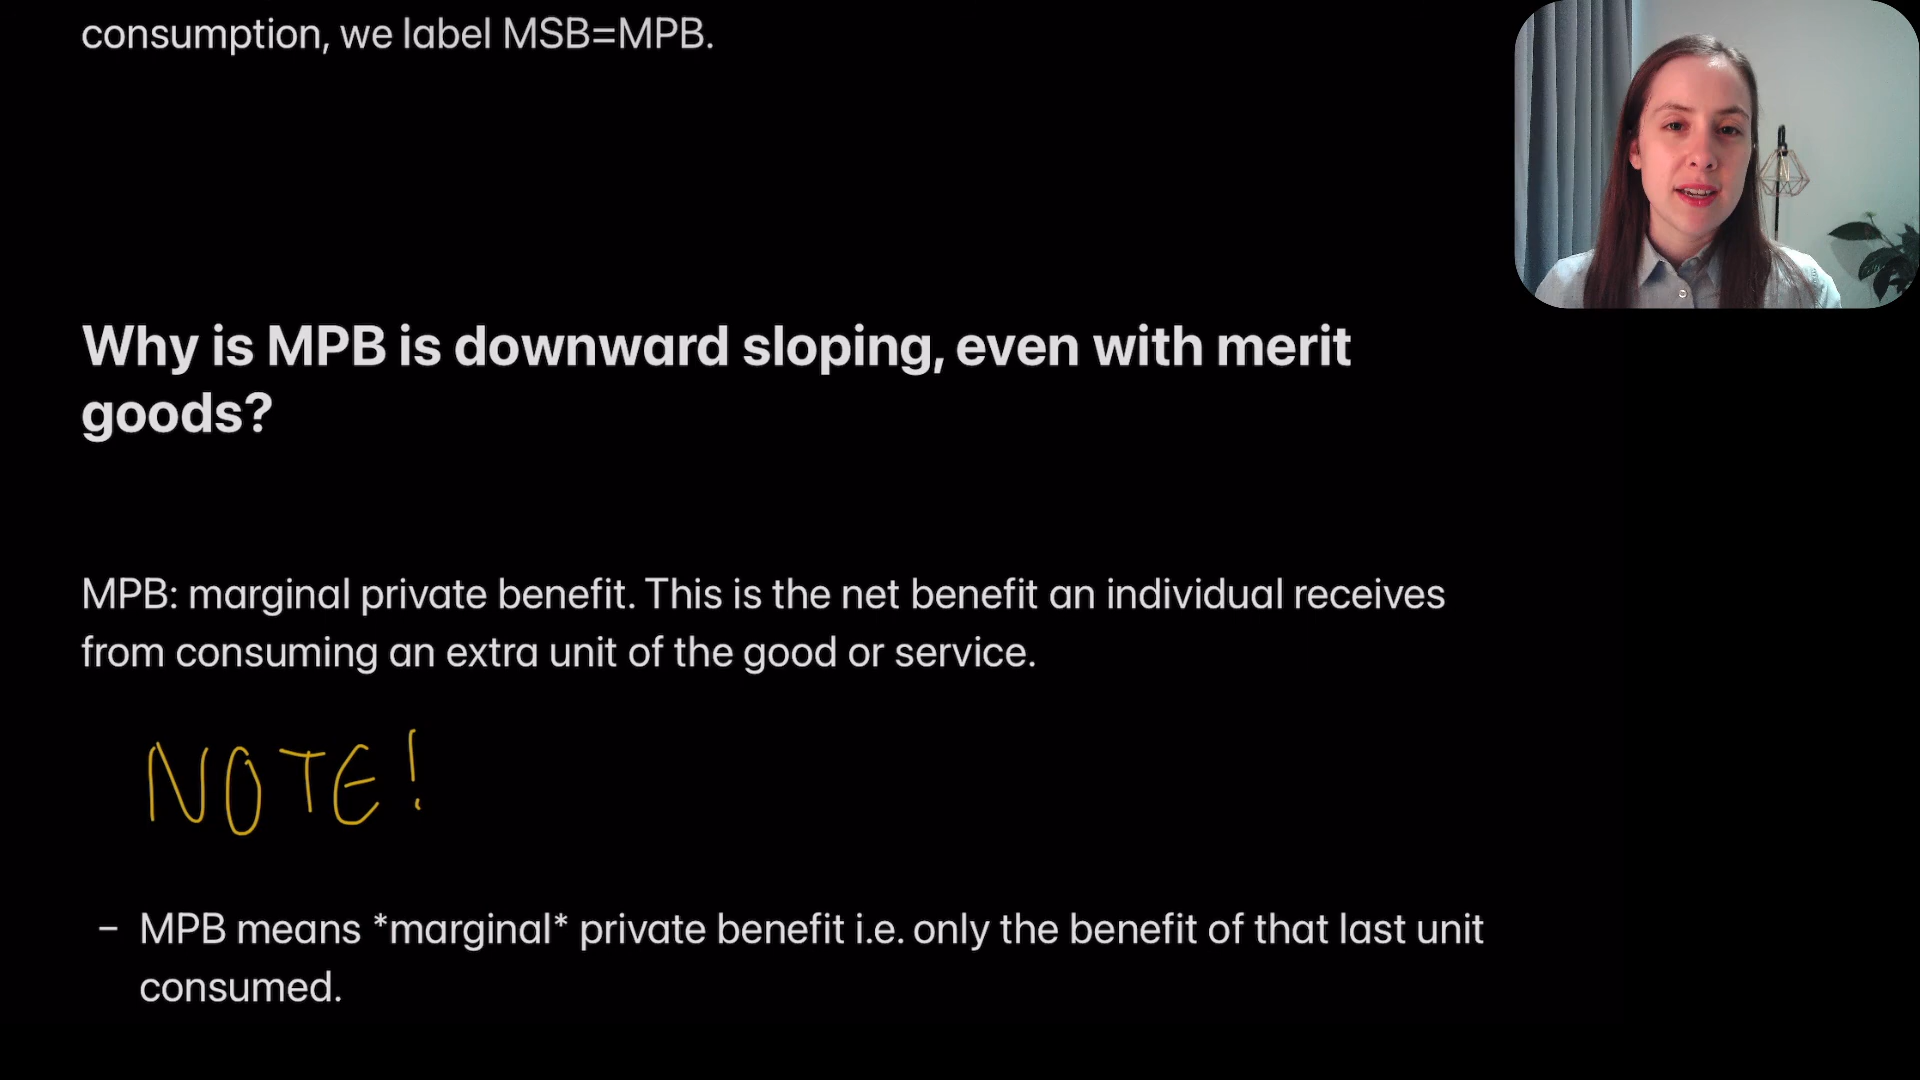 consumption, we label MSB=MPB.
Why is MPB is downward sloping, even with merit
goods?
MPB: marginal private benefit. This is the net benefit an individual receives
from consuming an extra unit of the good or service.
NOTE!
– MPB means *marginal* private benefit i.e. only the benefit of that last unit
consumed.